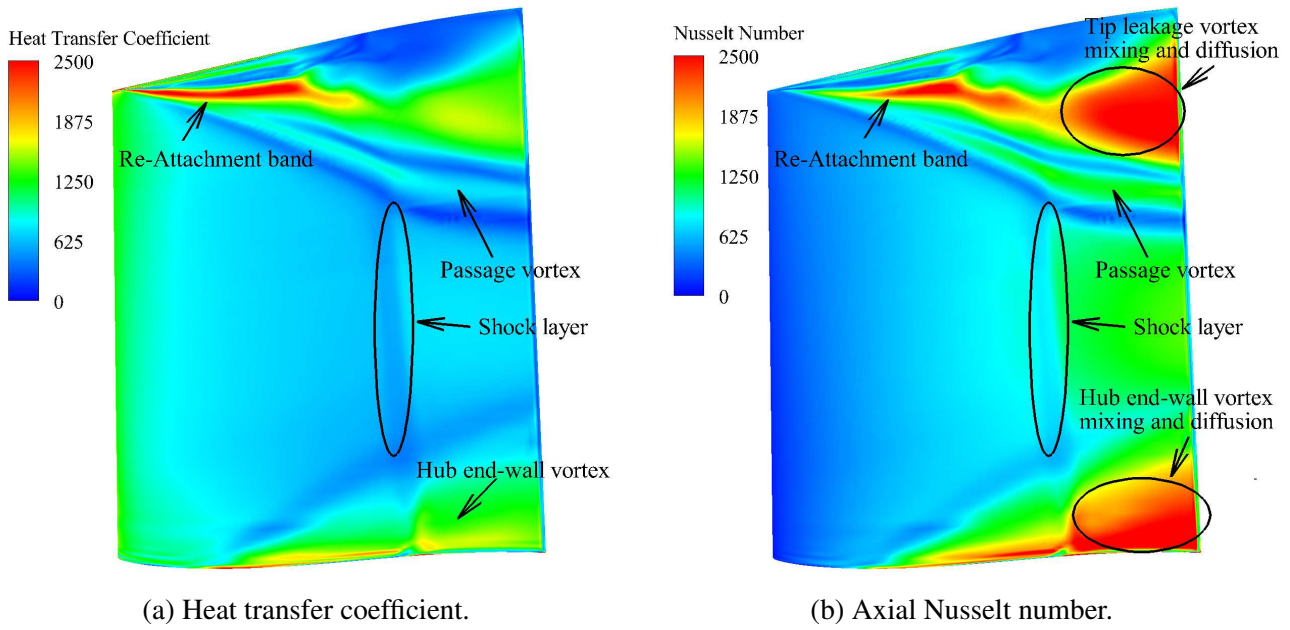 Heat Transfer Coefficient
2500
1875
1250
625
0
Re-Attachment band
Passage vortex
Shock layer
Hub end-wall vortex
(a) Heat transfer coefficient.
Nusselt Number
2500
1875
1250
625
0
Tip leakage vortex
mixing and diffusion
Re-Attachment band
Passage vortex
Shock layer
Hub end-wall vortex
mixing and diffusion
(b) Axial Nusselt number.